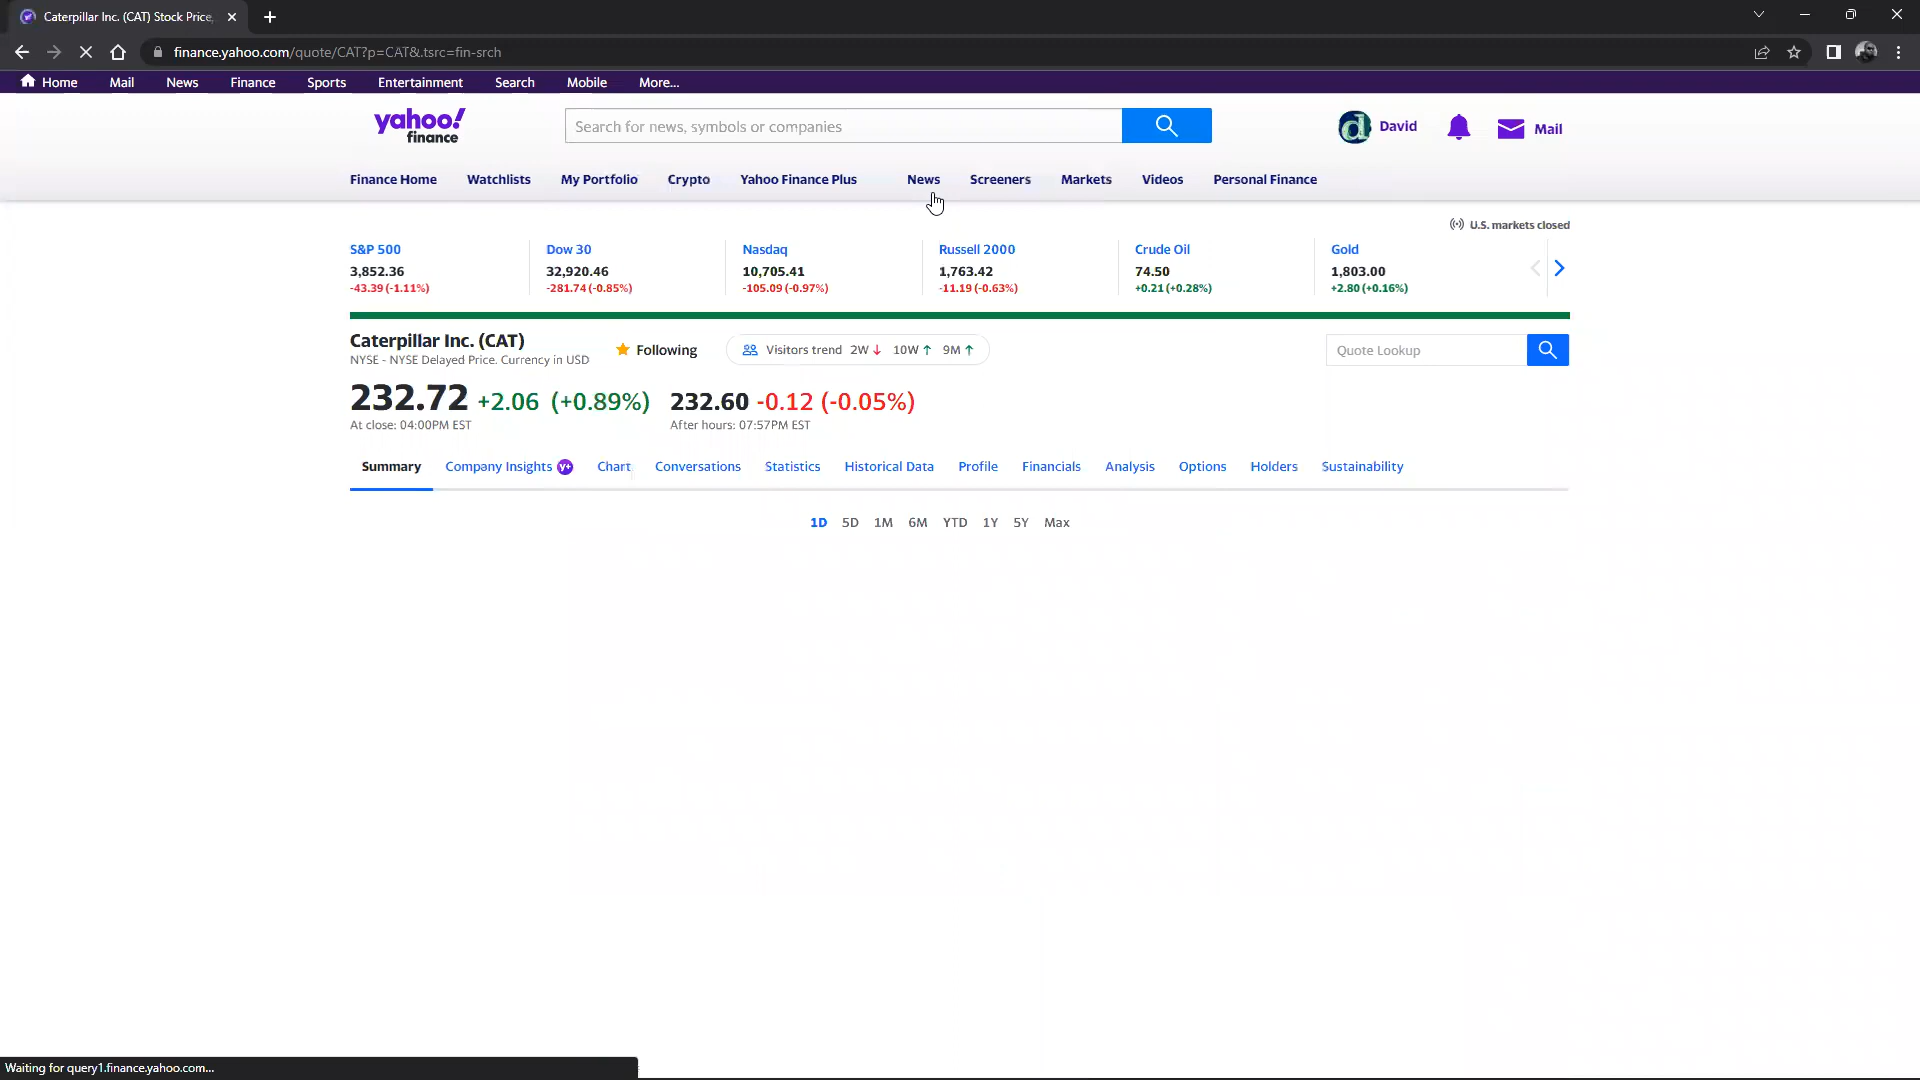 Caterpillar Inc. (CAT) Stock Price,
finance.yahoo.com/quote/CAT?p=CAT&.tsrc=fin-srch
Home Mail News Finance Sports Entertainment Search Mobile More...
yahoo!
finance
Search for news, symbols or companies
d David Mail
Finance Home Watchlists My Portfolio Crypto Yahoo Finance Plus News Screeners Markets Videos Personal Finance
U.S. markets closed
S&P 500 Dow 30 Nasdaq Russell 2000 Crude Oil Gold
3,852.36 32,920.46 10,705.41 1,763.42 74.50 1,803.00
-43.39 (-1.11%) -281.74 (-0.85%) -105.09 (-0.97%) -11.19 (-0.63%) +0.21 (+0.28%) +2.80 (+0.16%)
Caterpillar Inc. (CAT)
NYSE - NYSE Delayed Price. Currency in USD
Following
Visitors trend 2W ↓ 10W ↑ 9M ↑
Quote Lookup
232.72 +2.06 (+0.89%) 232.60 -0.12 (-0.05%)
At close: 04:00PM EST After hours: 07:57PM EST
Summary Company Insights Y+ Chart Conversations Statistics Historical Data Profile Financials Analysis Options Holders Sustainability
1D 5D 1M 6M YTD 1Y 5Y Max
Waiting for query1.finance.yahoo.com...